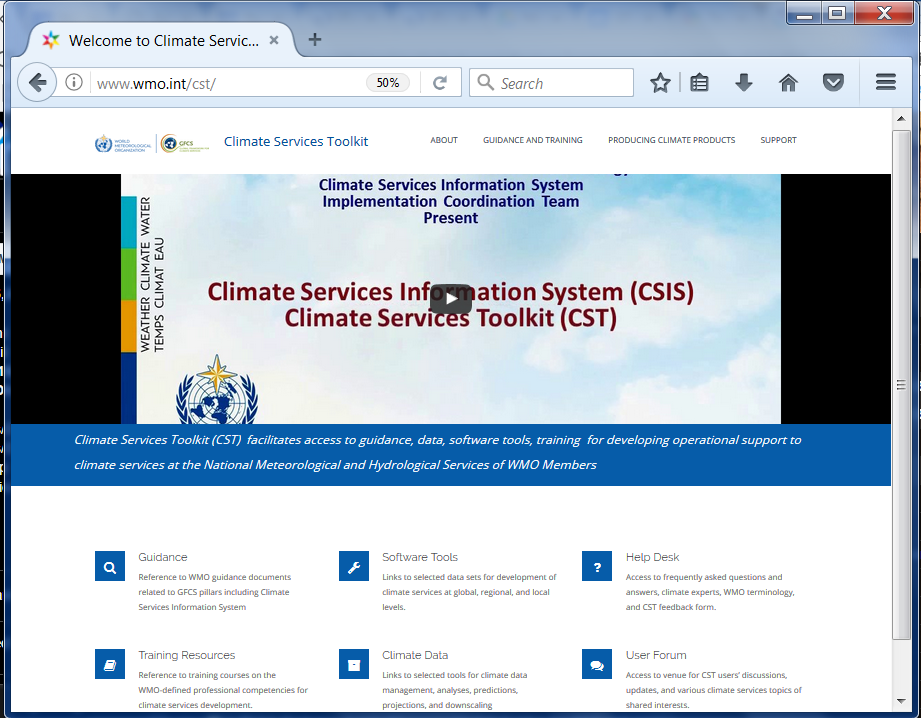 Welcome to Climate Servic...
www.wmo.int/cst/
50%
Search
WORLD
METEOROLOGICAL
ORGANIZATION
GFCS
Climate Services Toolkit
ABOUT
GUIDANCE AND TRAINING
PRODUCING CLIMATE PRODUCTS
SUPPORT
Climate Services Information System
Implementation Coordination Team
Present
WEATHER CLIMATE WATER
TEMPS CLIMAT EAU
Climate Services Information System (CSIS)
Climate Services Toolkit (CST)
Climate Services Toolkit (CST) facilitates access to guidance, data, software tools, training for developing operational support to
climate services at the National Meteorological and Hydrological Services of WMO Members
Guidance
Reference to WMO guidance documents
related to GFCS pillars including Climate
Services Information System
Software Tools
Links to selected data sets for development of
climate services at global, regional, and local
levels.
Help Desk
Access to frequently asked questions and
answers, climate experts, WMO terminology,
and CST feedback form.
Training Resources
Reference to training courses on the
WMO-defined professional competencies for
climate services development.
Climate Data
Links to selected tools for climate data
management, analyses, predictions,
projections, and downscaling
User Forum
Access to venue for CST users' discussions,
updates, and various climate services topics of
shared interests.